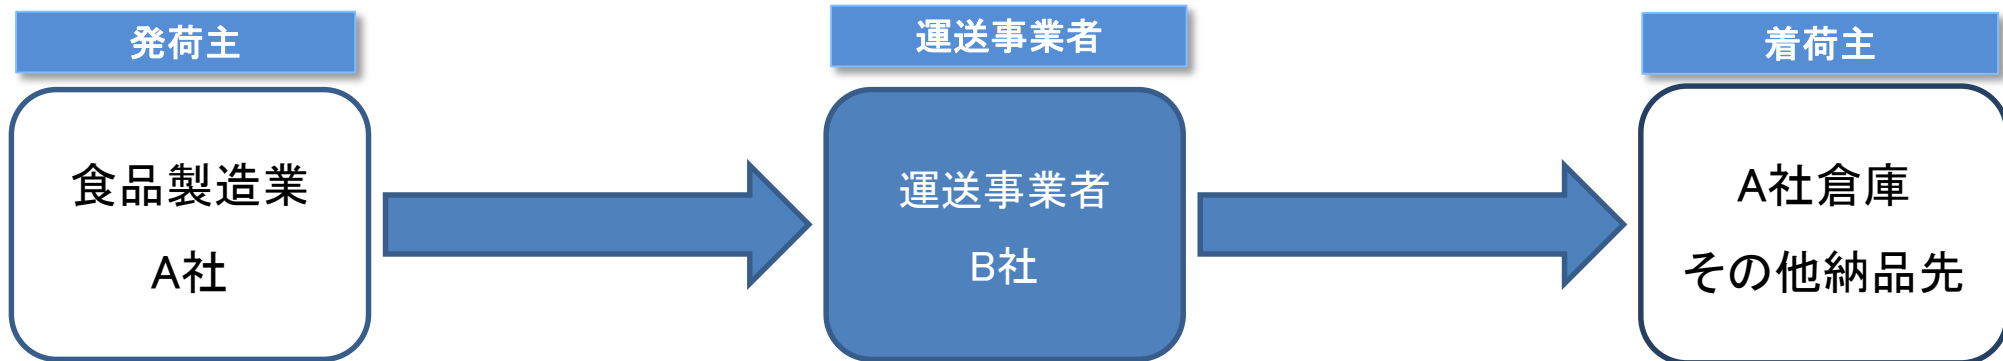 発荷主
運送事業者
着荷主
食品製造業
A社
運送事業者
B社
A社倉庫
その他納品先